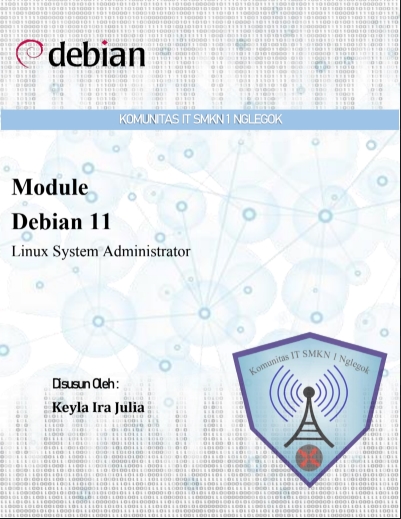 debian
KOMUNITAS IT SMKN 1 NGLEGOK
Module
Debian 11
Linux System Administrator
Komunitas IT SMKN 1 Nglegok
Disusun Oleh :
Keyla Ira Julia